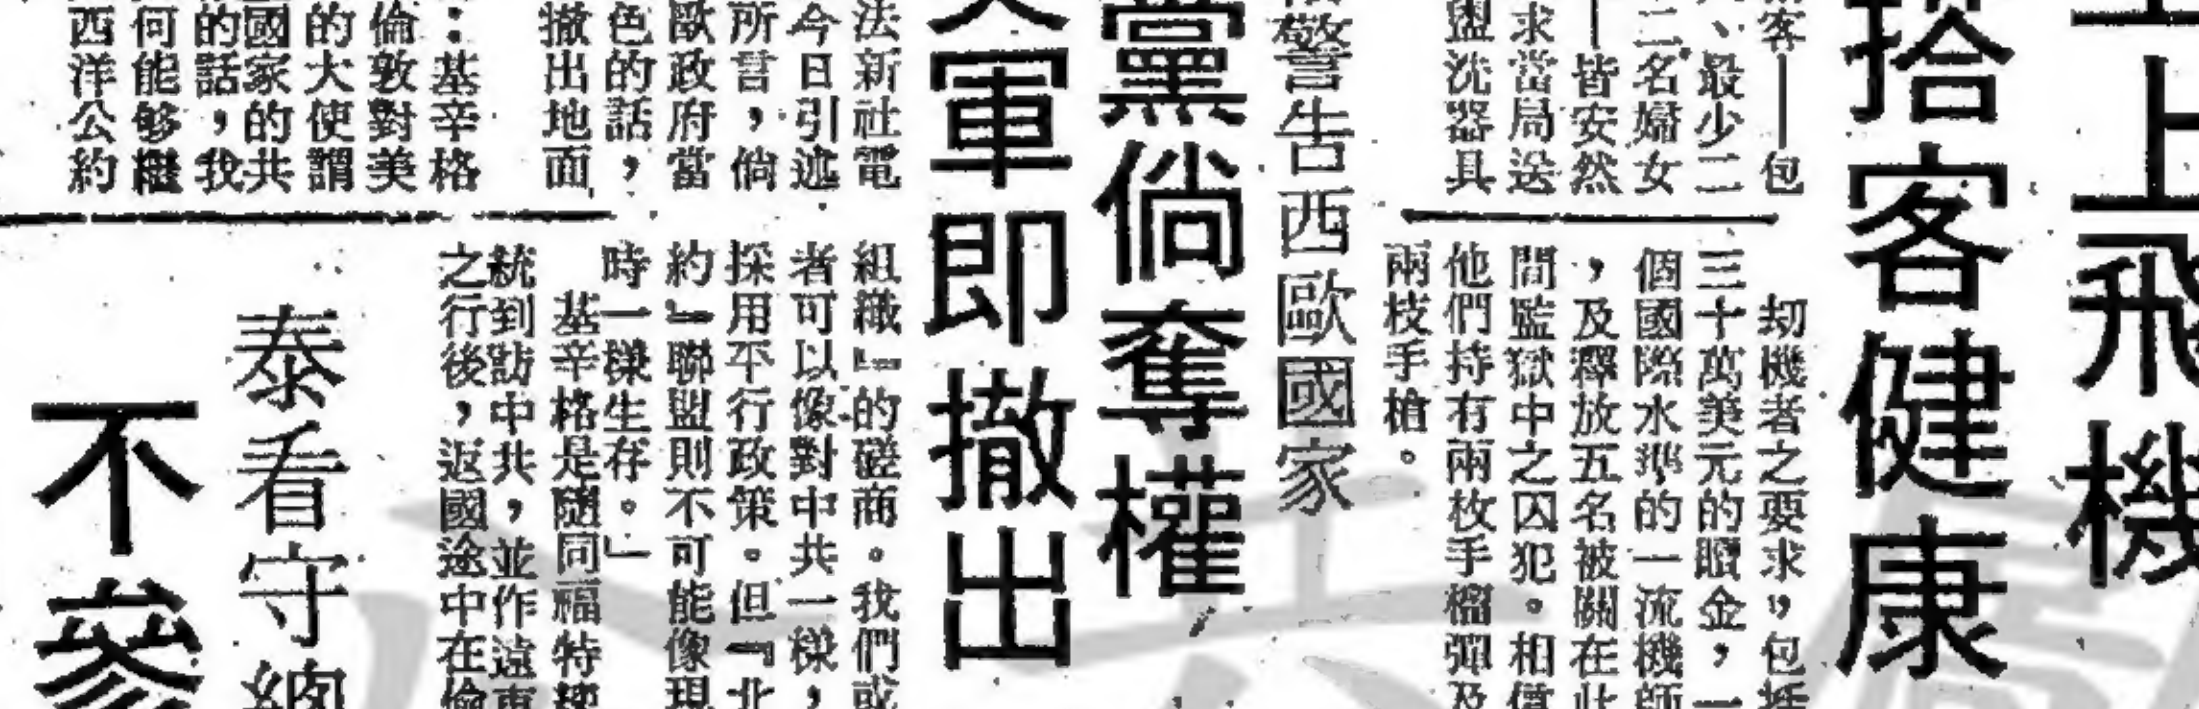 上飛機
搭客健康
客——包
、最少二
二名婦女
—皆安然
求當局送
盥洗器具
刧機者之要求，包括
三十萬美元的贖金，一
個國際水準的一流機師
，及釋放五名被關在此
間監獄中之囚犯。相信
他們持有兩枚手榴彈及
兩枝手槍。
警告西歐國家
黨倘奪權
軍即撤出
法新社電
今日引述
所言，倘
歐政府當
色的話，
撤出地面
組織』的磋商。我們或
者可以像對中共一樣，
採用平行政策。但『北
約』聯盟則不可能像現
時一樣生存。」
基辛格是隨同福特總
統到訪中共，並作遠東
之行後，返國途中在倫
：基辛格
倫敦對美
的大使謂
國家的共
的話，我
何能够繼
西洋公約
泰看守總
不參